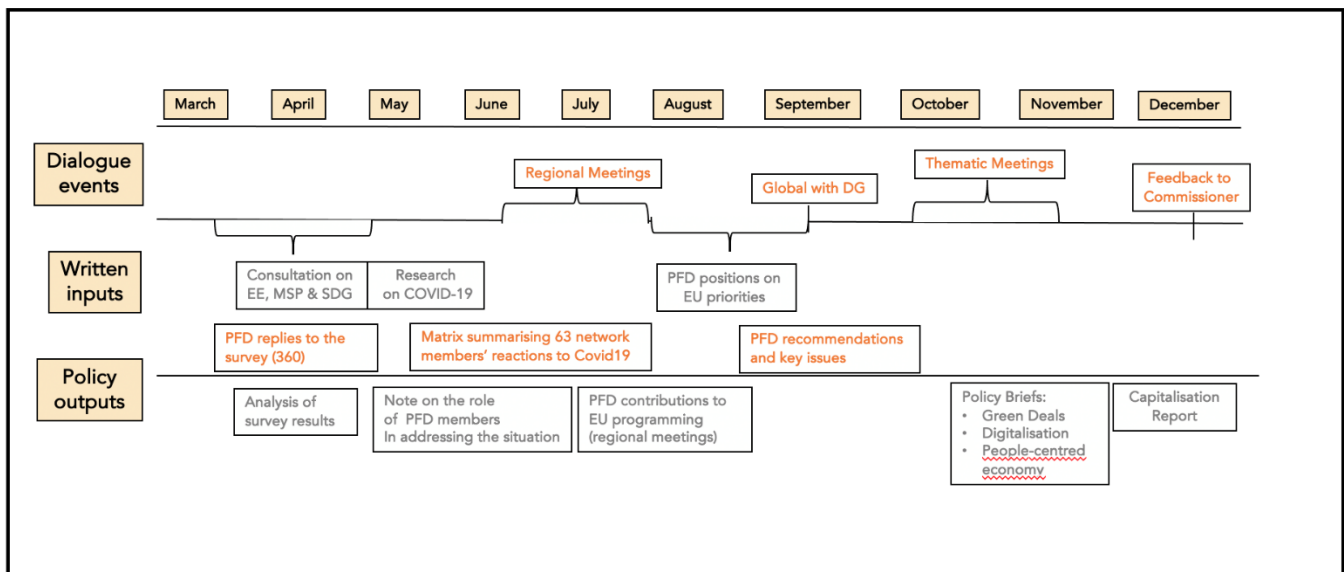 March
April
May
June
July
August
September
October
November
December
Dialogue
events
Regional Meetings
Global with DG
Thematic Meetings
Feedback to
Commissioner
Written
inputs
Consultation on
EE, MSP & SDG
Research
on COVID-19
PFD positions on
EU priorities
PFD replies to the
survey (360)
Matrix summarising 63 network
members' reactions to Covid19
PFD recommendations
and key issues
Policy
outputs
Analysis of
survey results
Note on the role
of PFD members
In addressing the situation
PFD contributions to
EU programming
(regional meetings)
Policy Briefs:
• Green Deals
• Digitalisation
• People-centred
economy
Capitalisation
Report